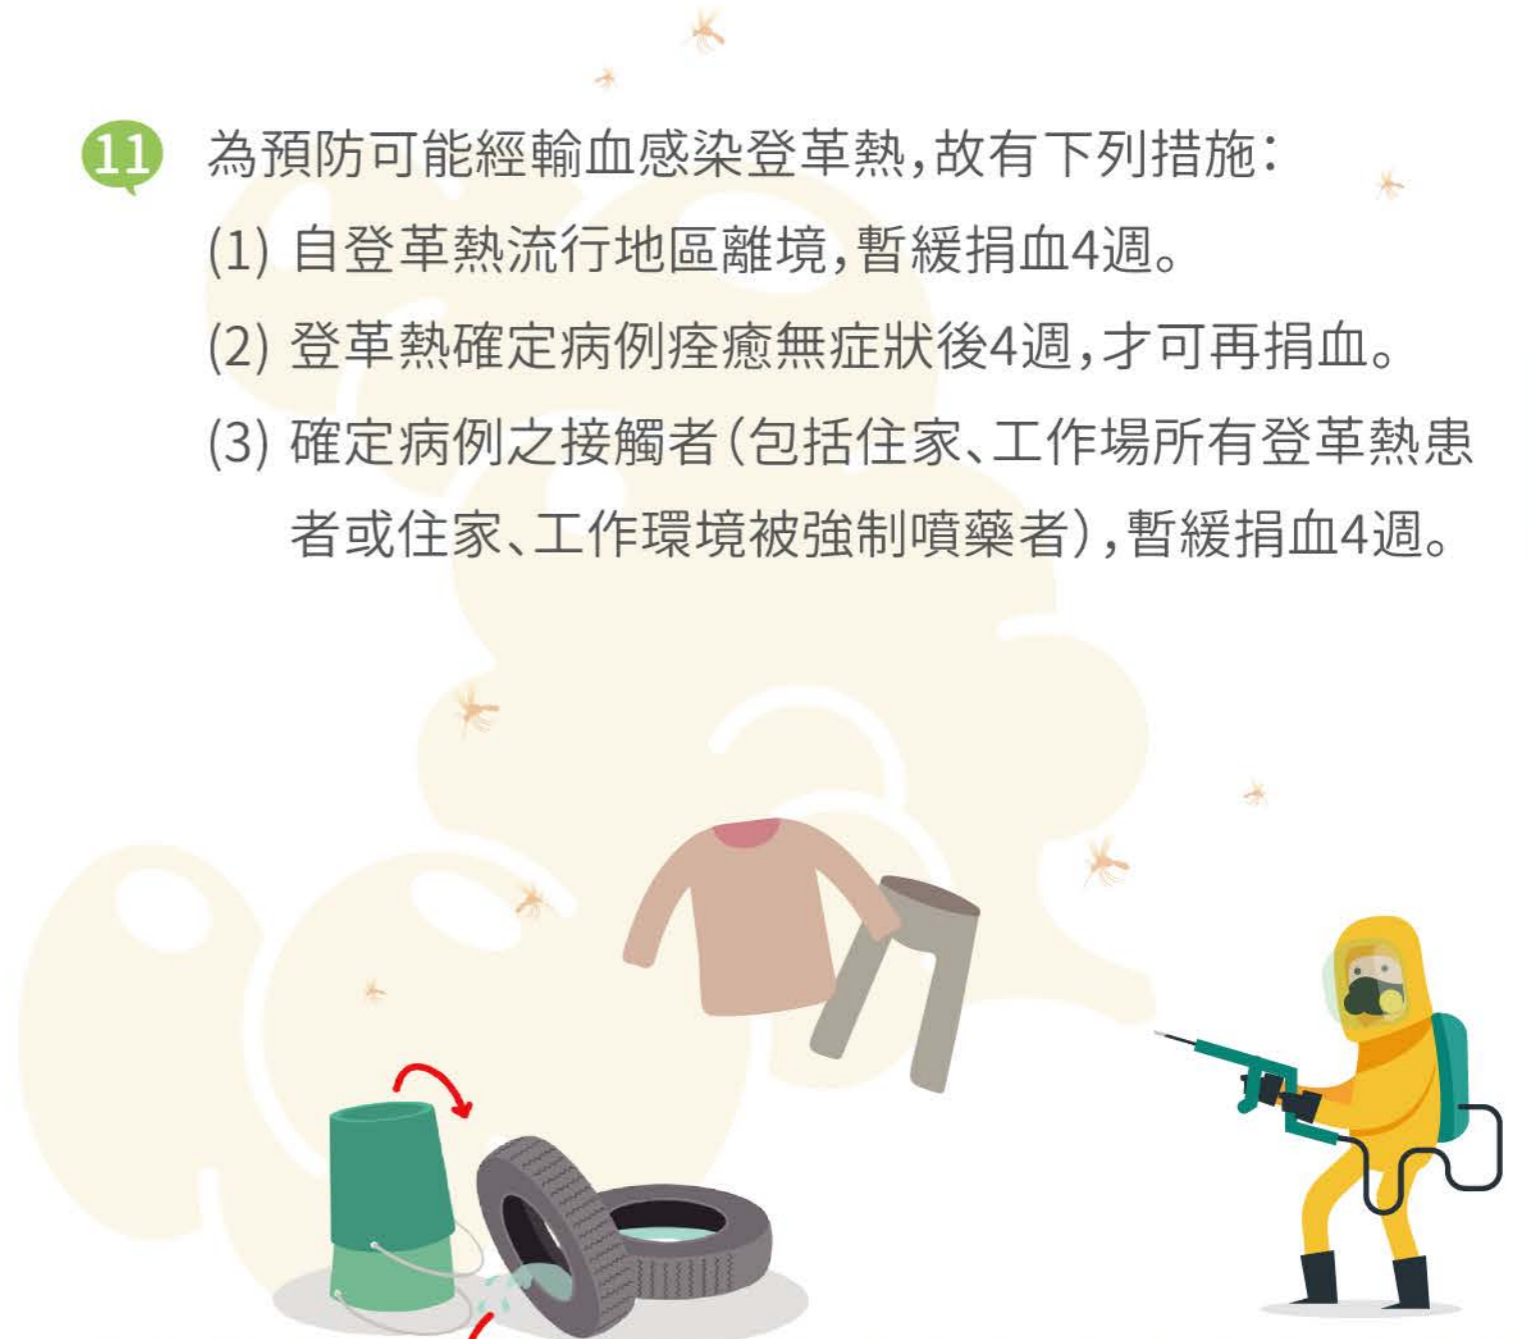 11 為預防可能經輸血感染登革熱，故有下列措施：
(1) 自登革熱流行地區離境，暫緩捐血4週。
(2) 登革熱確定病例痊癒無症狀後4週，才可再捐血。
(3) 確定病例之接觸者（包括住家、工作場所有登革熱患
者或住家、工作環境被強制噴藥者），暫緩捐血4週。